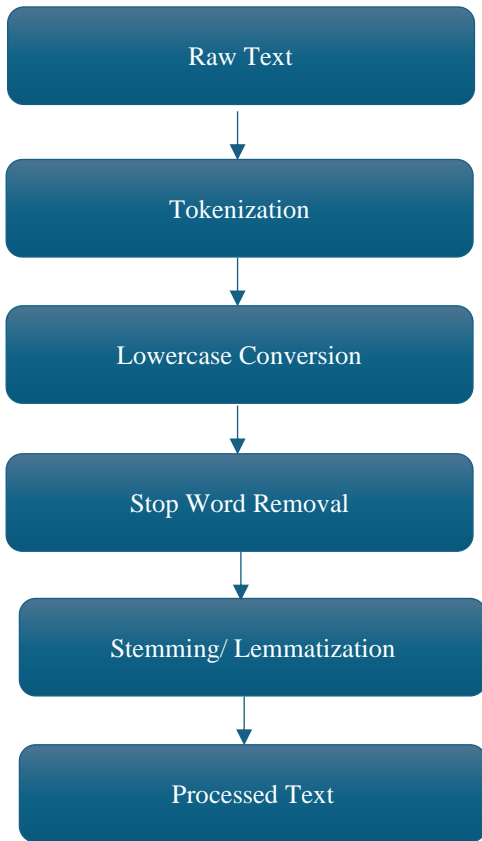 Raw Text
Tokenization
Lowercase Conversion
Stop Word Removal
Stemming/ Lemmatization
Processed Text